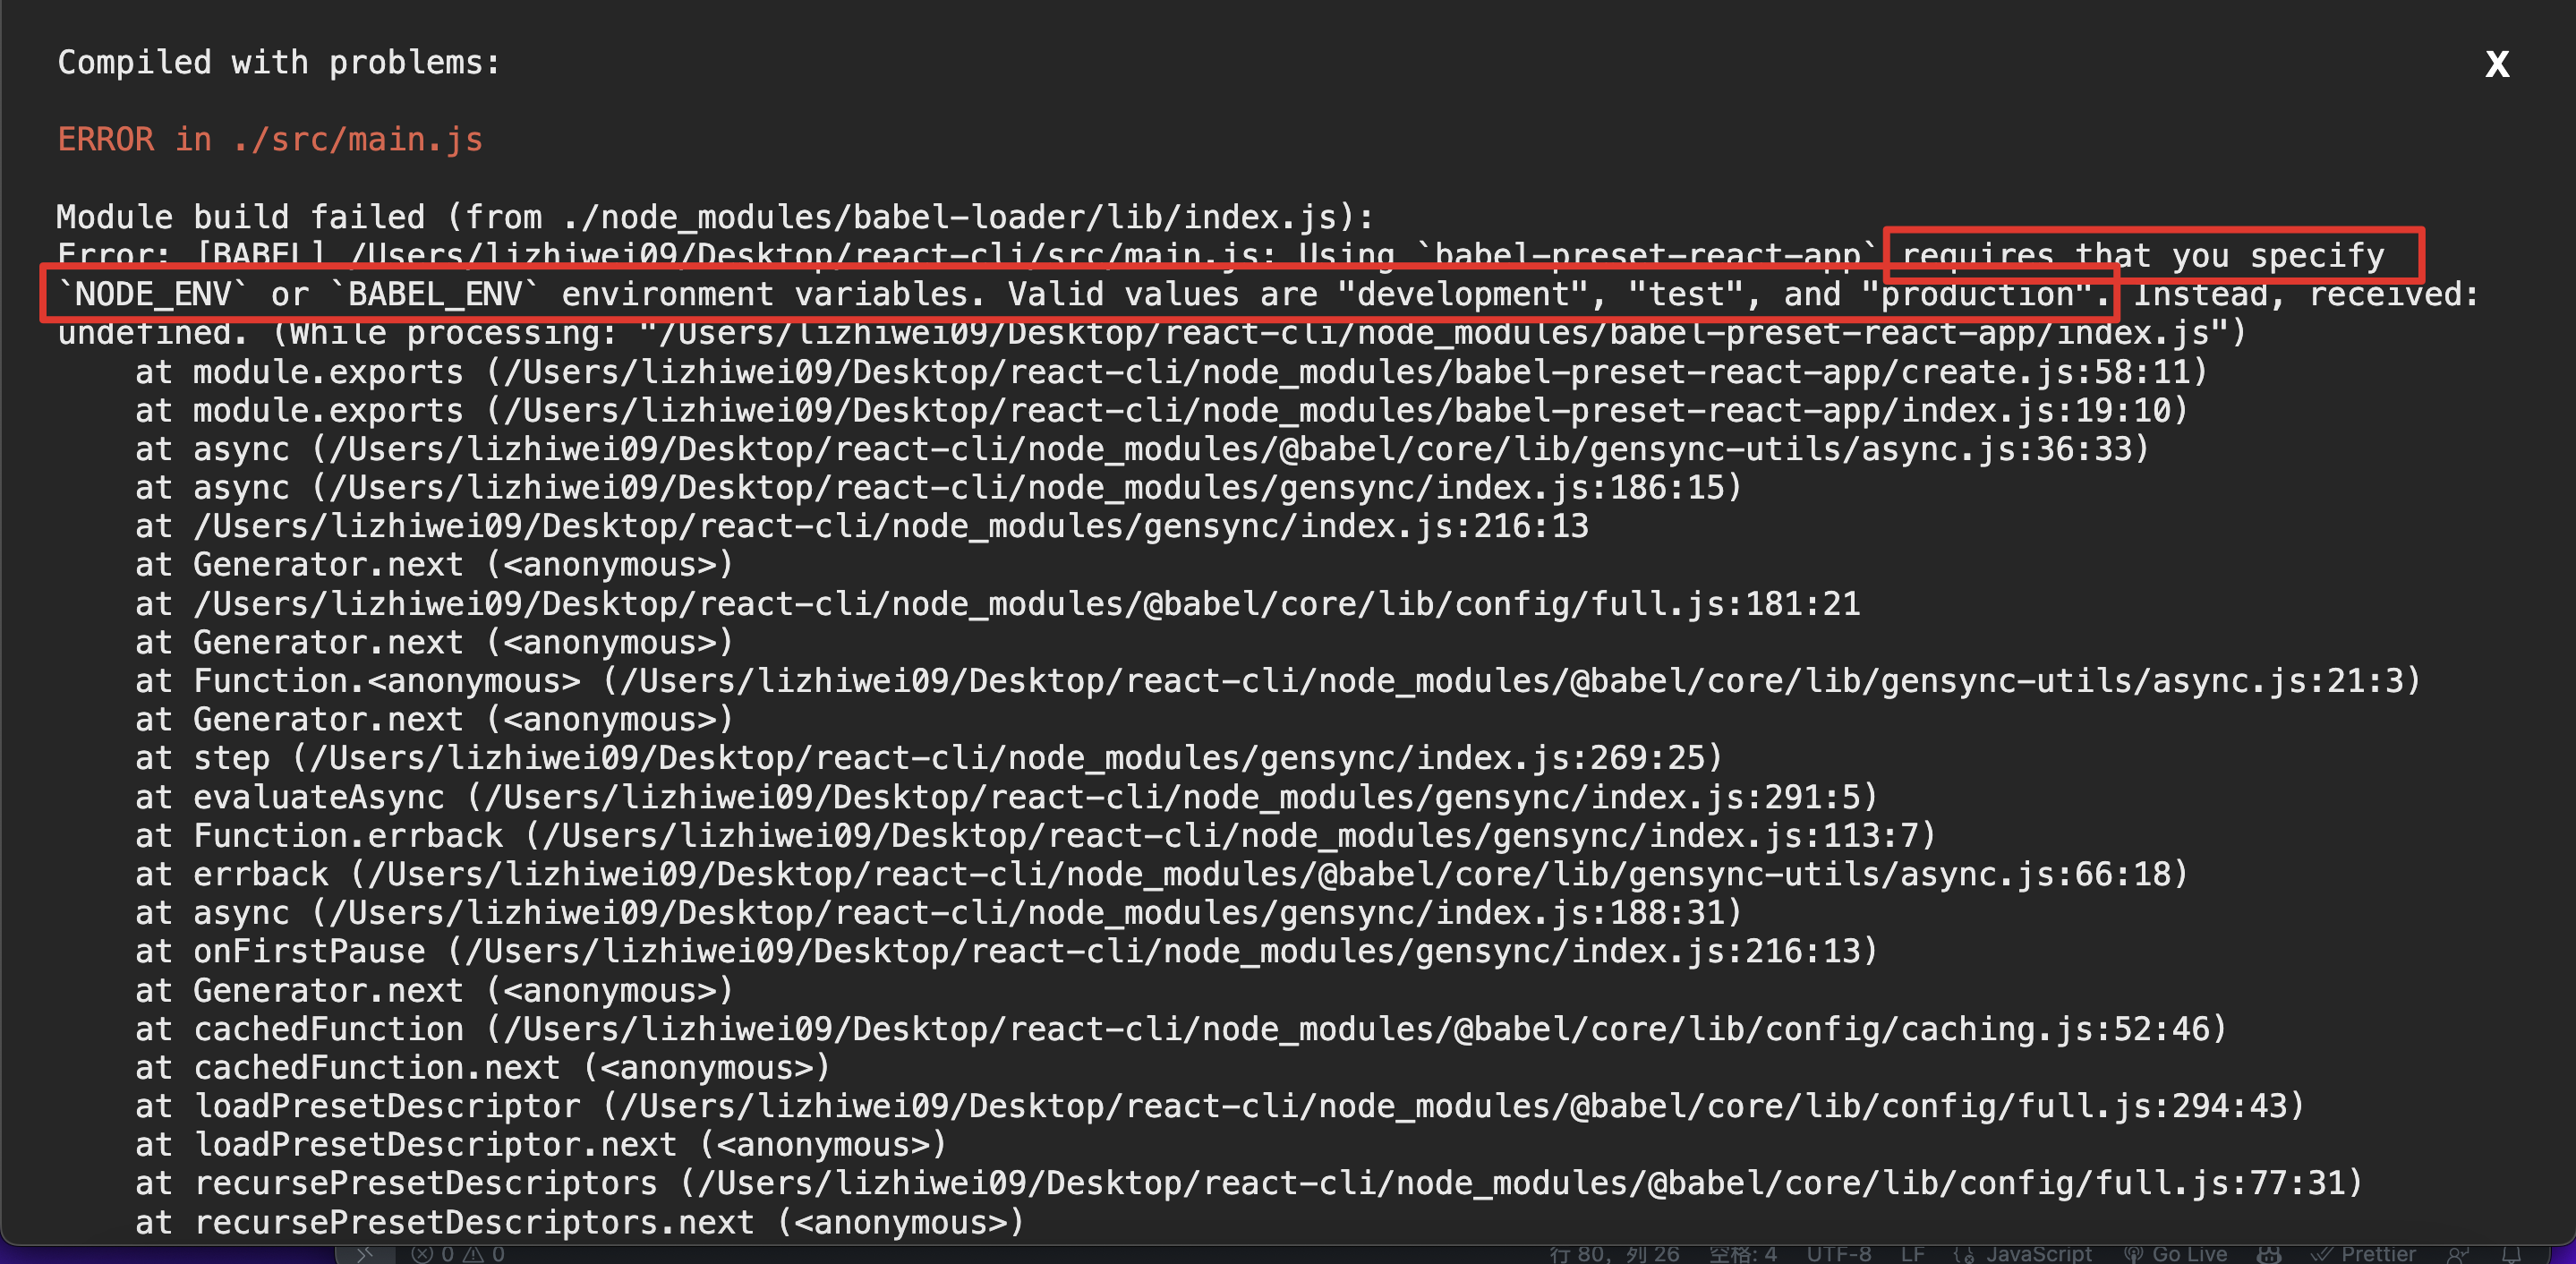 Compiled with problems:
X
ERROR in ./src/main.js
Module build failed (from ./node_modules/babel-loader/lib/index.js):
Error: [BABEL] /Users/lizhiwei09/Desktop/react-cli/src/main.js: Using `babel-preset-react-app` requires that you specify
`NODE_ENV` or `BABEL_ENV` environment variables. Valid values are "development", "test", and "production". Instead, received:
undefined. (While processing: "/Users/lizhiwei09/Desktop/react-cli/node_modules/babel-preset-react-app/index.js")
at module.exports (/Users/lizhiwei09/Desktop/react-cli/node_modules/babel-preset-react-app/create.js:58:11)
at module.exports (/Users/lizhiwei09/Desktop/react-cli/node_modules/babel-preset-react-app/index.js:19:10)
at async (/Users/lizhiwei09/Desktop/react-cli/node_modules/@babel/core/lib/gensync-utils/async.js:36:33)
at async (/Users/lizhiwei09/Desktop/react-cli/node_modules/gensync/index.js:186:15)
at /Users/lizhiwei09/Desktop/react-cli/node_modules/gensync/index.js:216:13
at Generator.next (<anonymous>)
at /Users/lizhiwei09/Desktop/react-cli/node_modules/@babel/core/lib/config/full.js:181:21
at Generator.next (<anonymous>)
at Function.<anonymous> (/Users/lizhiwei09/Desktop/react-cli/node_modules/@babel/core/lib/gensync-utils/async.js:21:3)
at Generator.next (<anonymous>)
at step (/Users/lizhiwei09/Desktop/react-cli/node_modules/gensync/index.js:269:25)
at evaluateAsync (/Users/lizhiwei09/Desktop/react-cli/node_modules/gensync/index.js:291:5)
at Function.errback (/Users/lizhiwei09/Desktop/react-cli/node_modules/gensync/index.js:113:7)
at errback (/Users/lizhiwei09/Desktop/react-cli/node_modules/@babel/core/lib/gensync-utils/async.js:66:18)
at async (/Users/lizhiwei09/Desktop/react-cli/node_modules/gensync/index.js:188:31)
at onFirstPause (/Users/lizhiwei09/Desktop/react-cli/node_modules/gensync/index.js:216:13)
at Generator.next (<anonymous>)
at cachedFunction (/Users/lizhiwei09/Desktop/react-cli/node_modules/@babel/core/lib/config/caching.js:52:46)
at cachedFunction.next (<anonymous>)
at loadPresetDescriptor (/Users/lizhiwei09/Desktop/react-cli/node_modules/@babel/core/lib/config/full.js:294:43)
at loadPresetDescriptor.next (<anonymous>)
at recursePresetDescriptors (/Users/lizhiwei09/Desktop/react-cli/node_modules/@babel/core/lib/config/full.js:77:31)
at recursePresetDescriptors.next (<anonymous>)
0 0 行 80，列 26 空格: 4 UTF-8 LF JavaScript Go Live Prettier